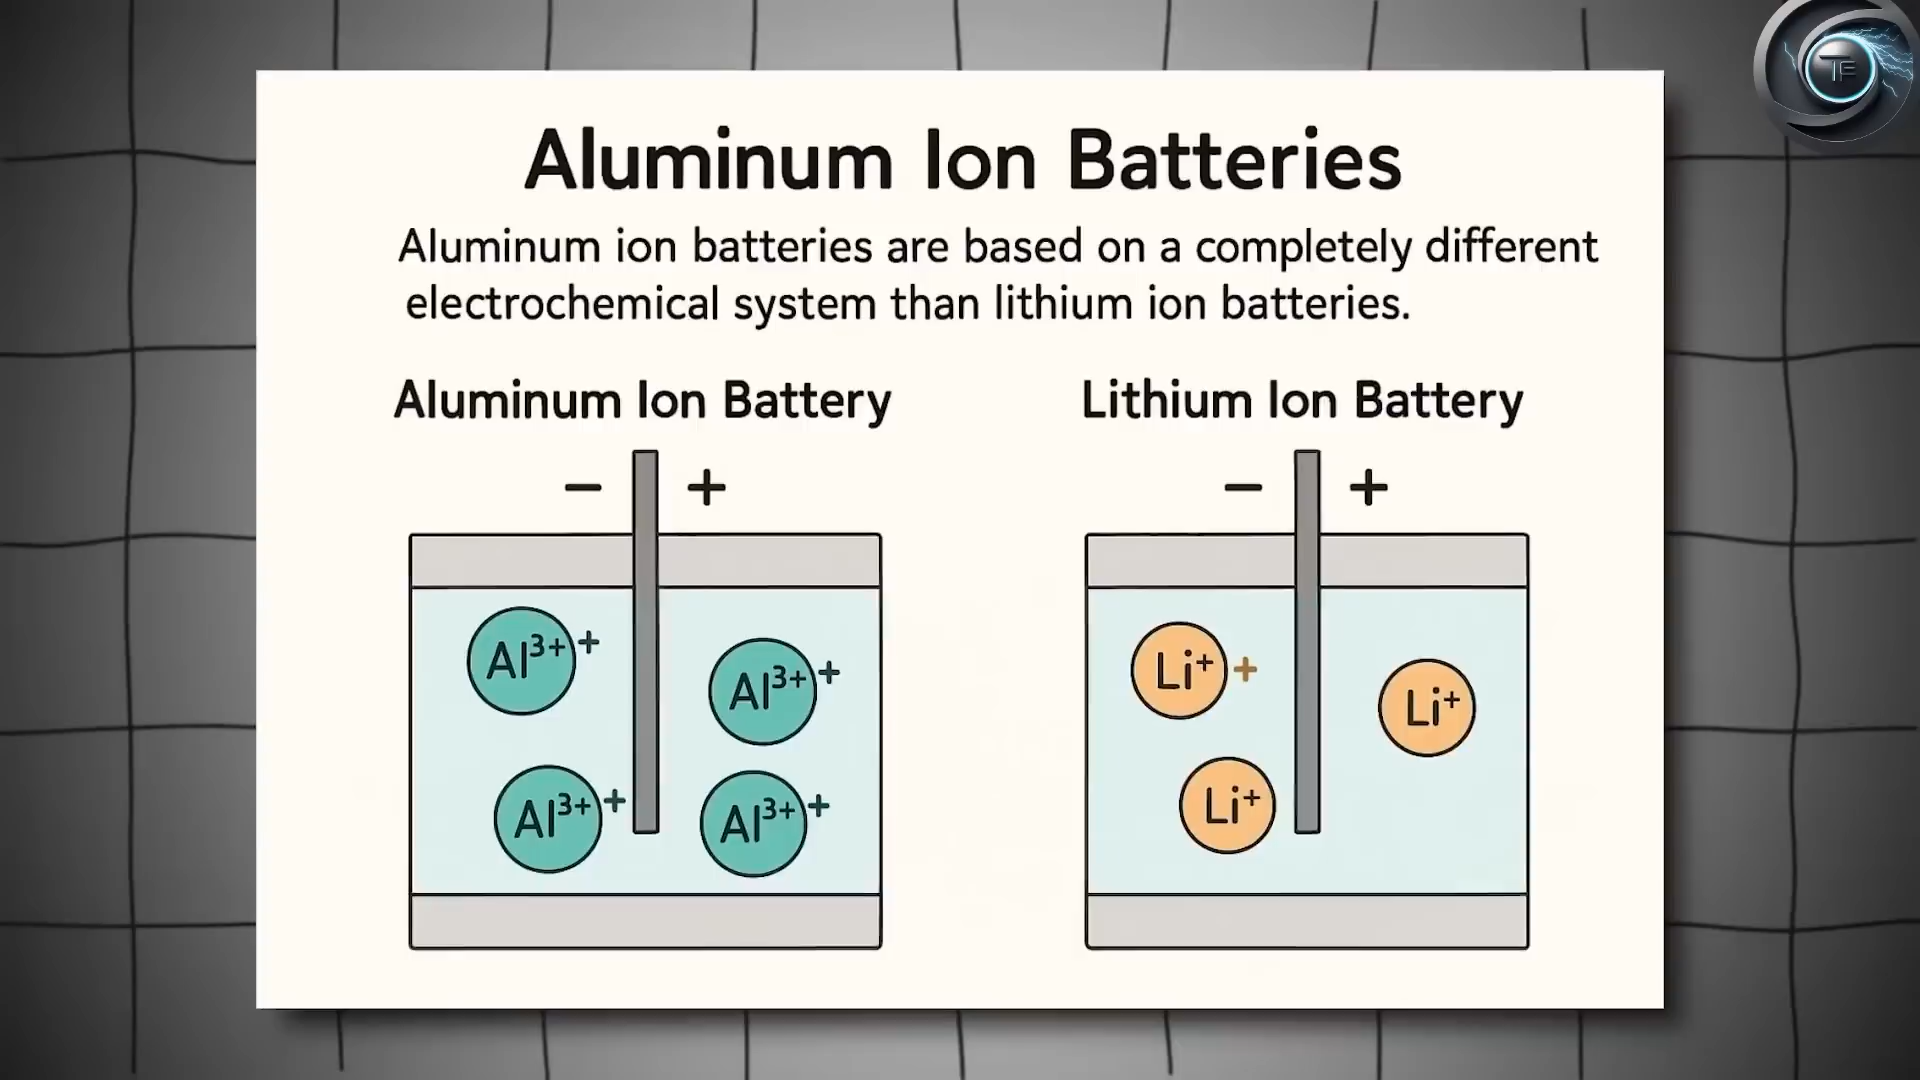 TE
Aluminum Ion Batteries
Aluminum ion batteries are based on a completely different
electrochemical system than lithium ion batteries.
Aluminum Ion Battery
Lithium Ion Battery
− +
− +
Al³⁺ +
Al³⁺ +
Al³⁺ +
Al³⁺ +
Li⁺ +
Li⁺
Li⁺